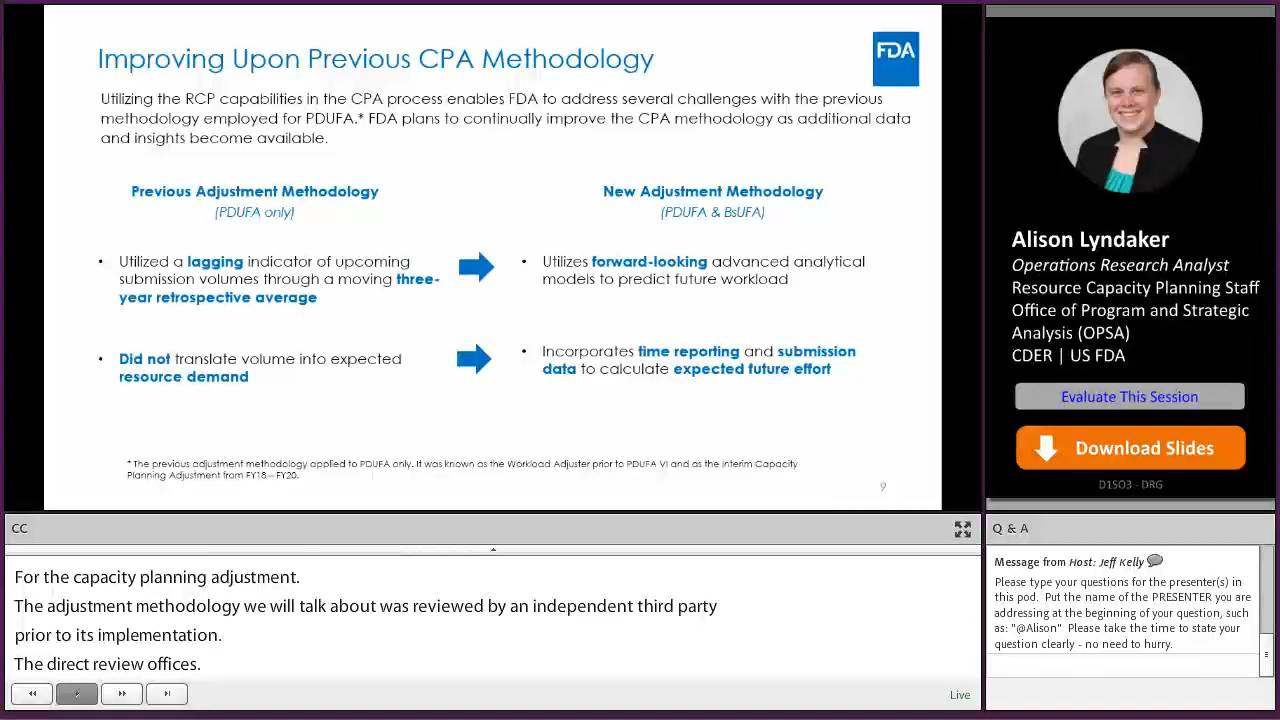 Improving Upon Previous CPA Methodology
FDA
Utilizing the RCP capabilities in the CPA process enables FDA to address several challenges with the previous
methodology employed for PDUFA.* FDA plans to continually improve the CPA methodology as additional data
and insights become available.
Previous Adjustment Methodology
(PDUFA only)
• Utilized a lagging indicator of upcoming
submission volumes through a moving three-
year retrospective average
• Did not translate volume into expected
resource demand
New Adjustment Methodology
(PDUFA & BsUFA)
• Utilizes forward-looking advanced analytical
models to predict future workload
• Incorporates time reporting and submission
data to calculate expected future effort
* The previous adjustment methodology applied to PDUFA only. It was known as the Workload Adjuster prior to PDUFA VI and as the Interim Capacity
Planning Adjustment from FY18 – FY20.
9
Alison Lyndaker
Operations Research Analyst
Resource Capacity Planning Staff
Office of Program and Strategic
Analysis (OPSA)
CDER | US FDA
Evaluate This Session
Download Slides
D1SO3 - DRG
CC
For the capacity planning adjustment.
The adjustment methodology we will talk about was reviewed by an independent third party
prior to its implementation.
The direct review offices.
Live
Q & A
Message from Host: Jeff Kelly
Please type your questions for the presenter(s) in
this pod. Put the name of the PRESENTER you are
addressing at the beginning of your question, such
as: "@Alison" Please take the time to state your
question clearly - no need to hurry.